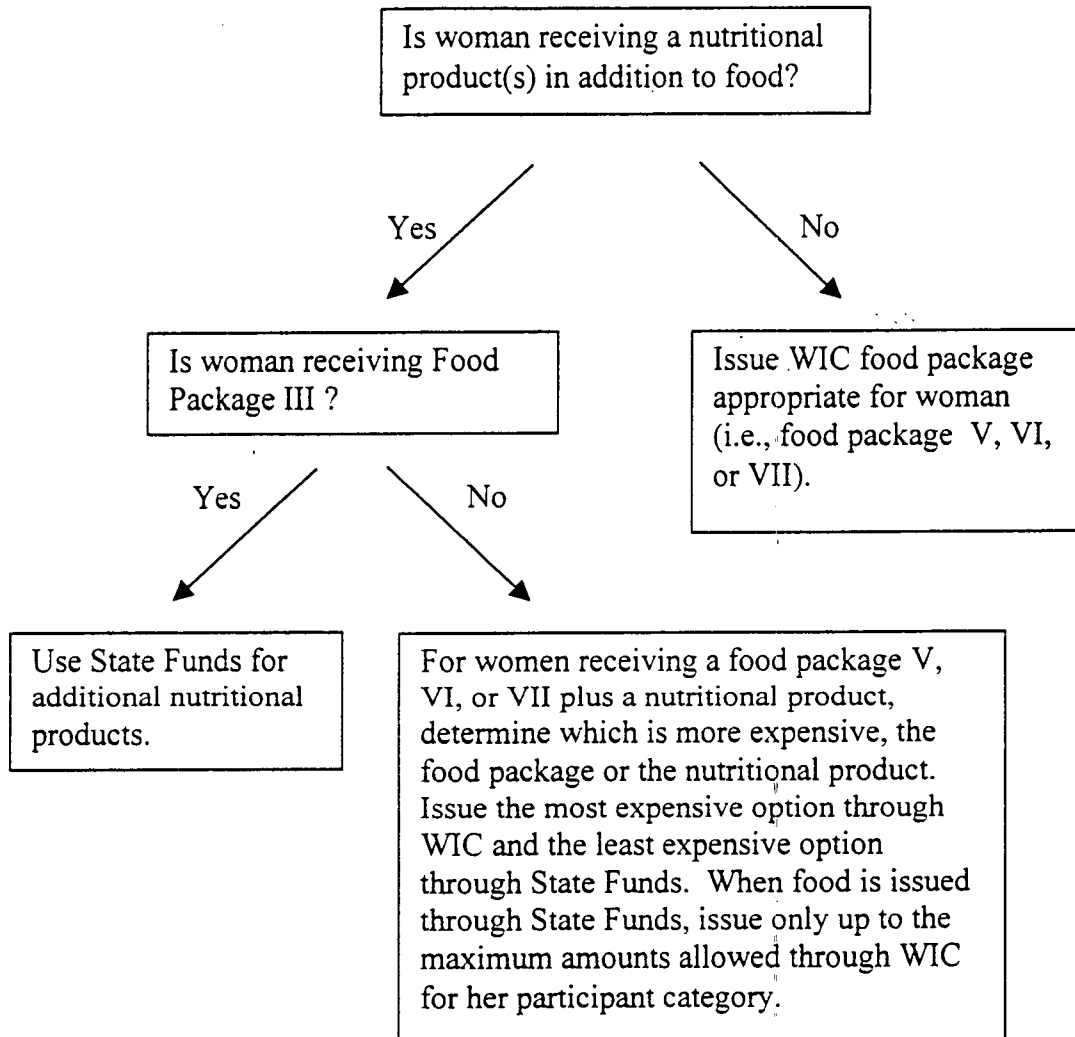 Is woman receiving a nutritional
product(s) in addition to food?
Yes
No
Is woman receiving Food
Package III ?
Issue WIC food package
appropriate for woman
(i.e., food package V, VI,
or VII).
Yes
No
Use State Funds for
additional nutritional
products.
For women receiving a food package V,
VI, or VII plus a nutritional product,
determine which is more expensive, the
food package or the nutritional product.
Issue the most expensive option through
WIC and the least expensive option
through State Funds. When food is issued
through State Funds, issue only up to the
maximum amounts allowed through WIC
for her participant category.